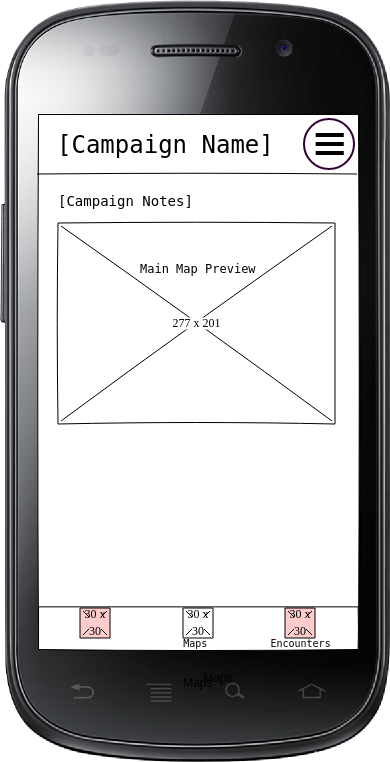 [Campaign Name]
[Campaign Notes]
Main Map Preview
277 x 201
30 x 30 30 x 30 30 x 30
Maps Encounters
Maps
Maps